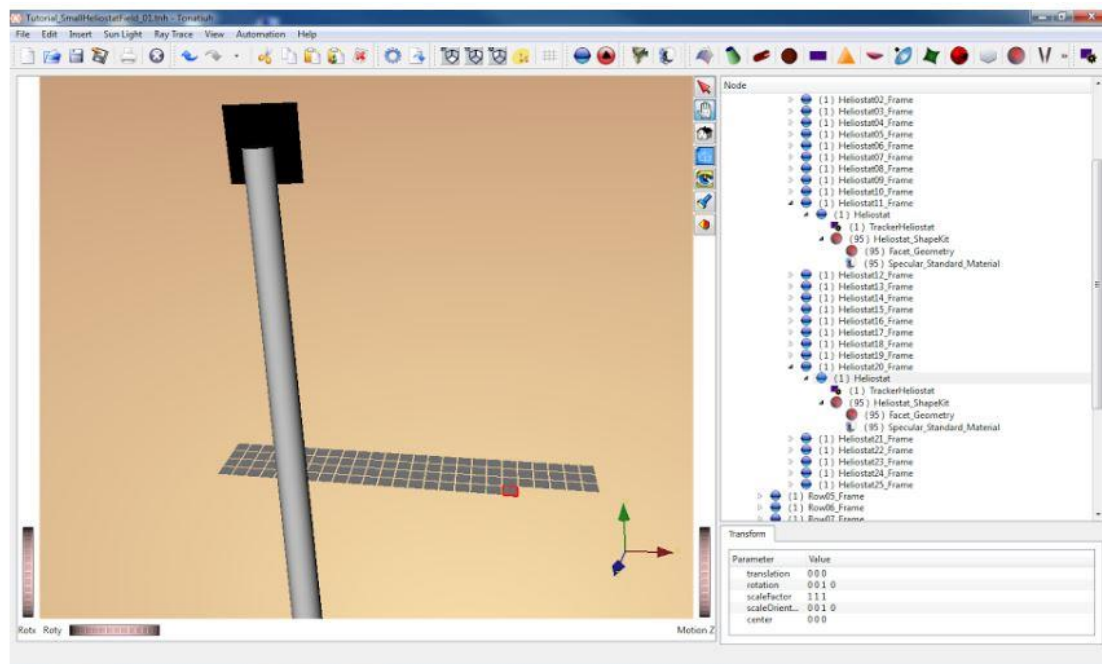 Tutorial_SmallHeliostatField_01.tnh - Tonatiuh
File Edit Insert Sun Light Ray Trace View Automation Help
Node
(1) Heliostat02_Frame
(1) Heliostat03_Frame
(1) Heliostat04_Frame
(1) Heliostat05_Frame
(1) Heliostat06_Frame
(1) Heliostat07_Frame
(1) Heliostat08_Frame
(1) Heliostat09_Frame
(1) Heliostat10_Frame
(1) Heliostat11_Frame
(1) Heliostat
(1) TrackerHeliostat
(95) Heliostat_ShapeKit
(95) Facet_Geometry
(95) Specular_Standard_Material
(1) Heliostat12_Frame
(1) Heliostat13_Frame
(1) Heliostat14_Frame
(1) Heliostat15_Frame
(1) Heliostat16_Frame
(1) Heliostat17_Frame
(1) Heliostat18_Frame
(1) Heliostat19_Frame
(1) Heliostat20_Frame
(1) Heliostat
(1) TrackerHeliostat
(95) Heliostat_ShapeKit
(95) Facet_Geometry
(95) Specular_Standard_Material
(1) Heliostat21_Frame
(1) Heliostat22_Frame
(1) Heliostat23_Frame
(1) Heliostat24_Frame
(1) Heliostat25_Frame
(1) Row05_Frame
(1) Row06_Frame
(1) Row07_Frame
Transform
Parameter Value
translation 0 0 0
rotation 0 0 1 0
scaleFactor 1 1 1
scaleOrient... 0 0 1 0
center 0 0 0
Rotx Roty Motion Z